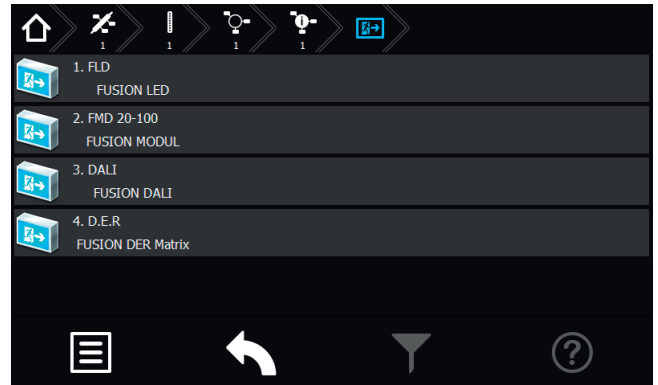 1 1 1 1
1. FLD
FUSION LED
2. FMD 20-100
FUSION MODUL
3. DALI
FUSION DALI
4. D.E.R
FUSION DER Matrix
?